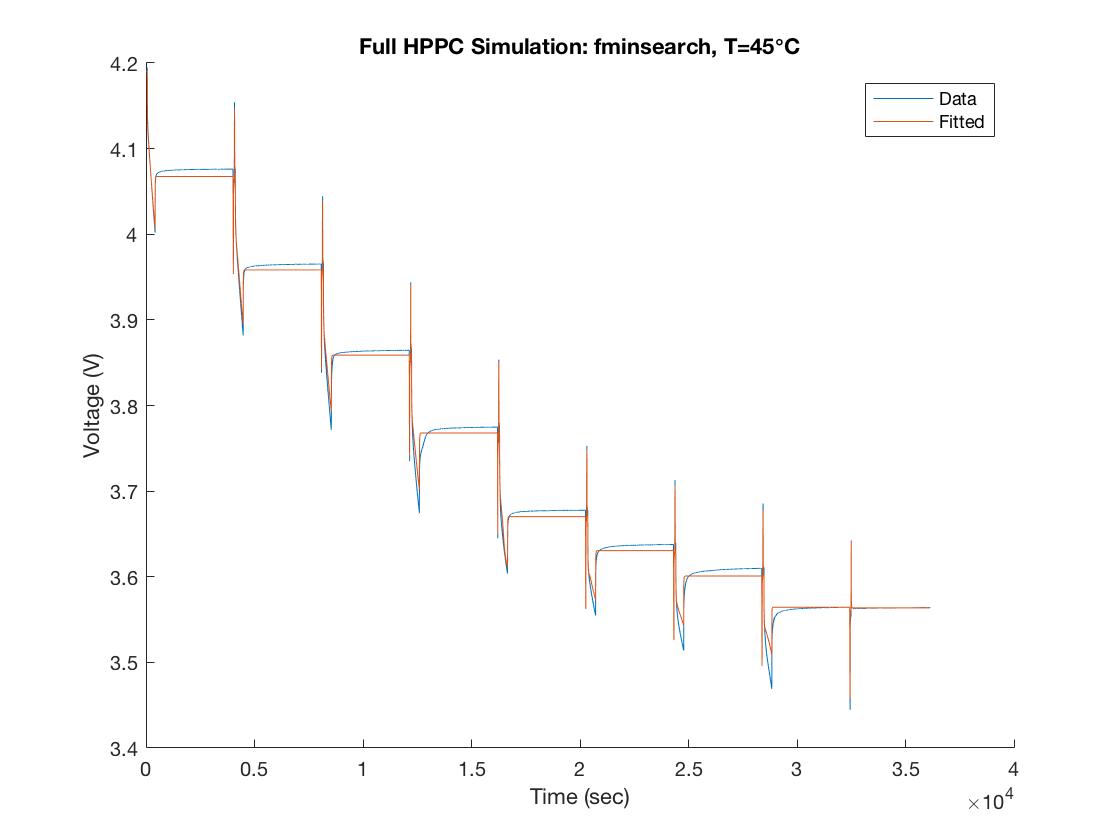 Full HPPC Simulation: fminsearch, T=45°C
4.2
4.1
4
3.9
3.8
3.7
3.6
3.5
3.4
Voltage (V)
Data
Fitted
0 0.5 1 1.5 2 2.5 3 3.5 4
Time (sec)
×10⁴